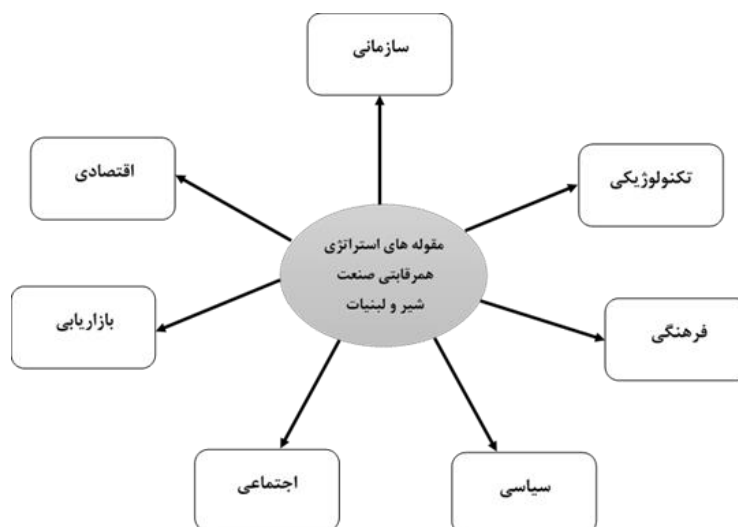 سازمانی
تکنولوژیکی
اقتصادی
مقوله های استراتژی
همرقابتی صنعت
شیر و لبنیات
فرهنگی
بازاریابی
سیاسی
اجتماعی